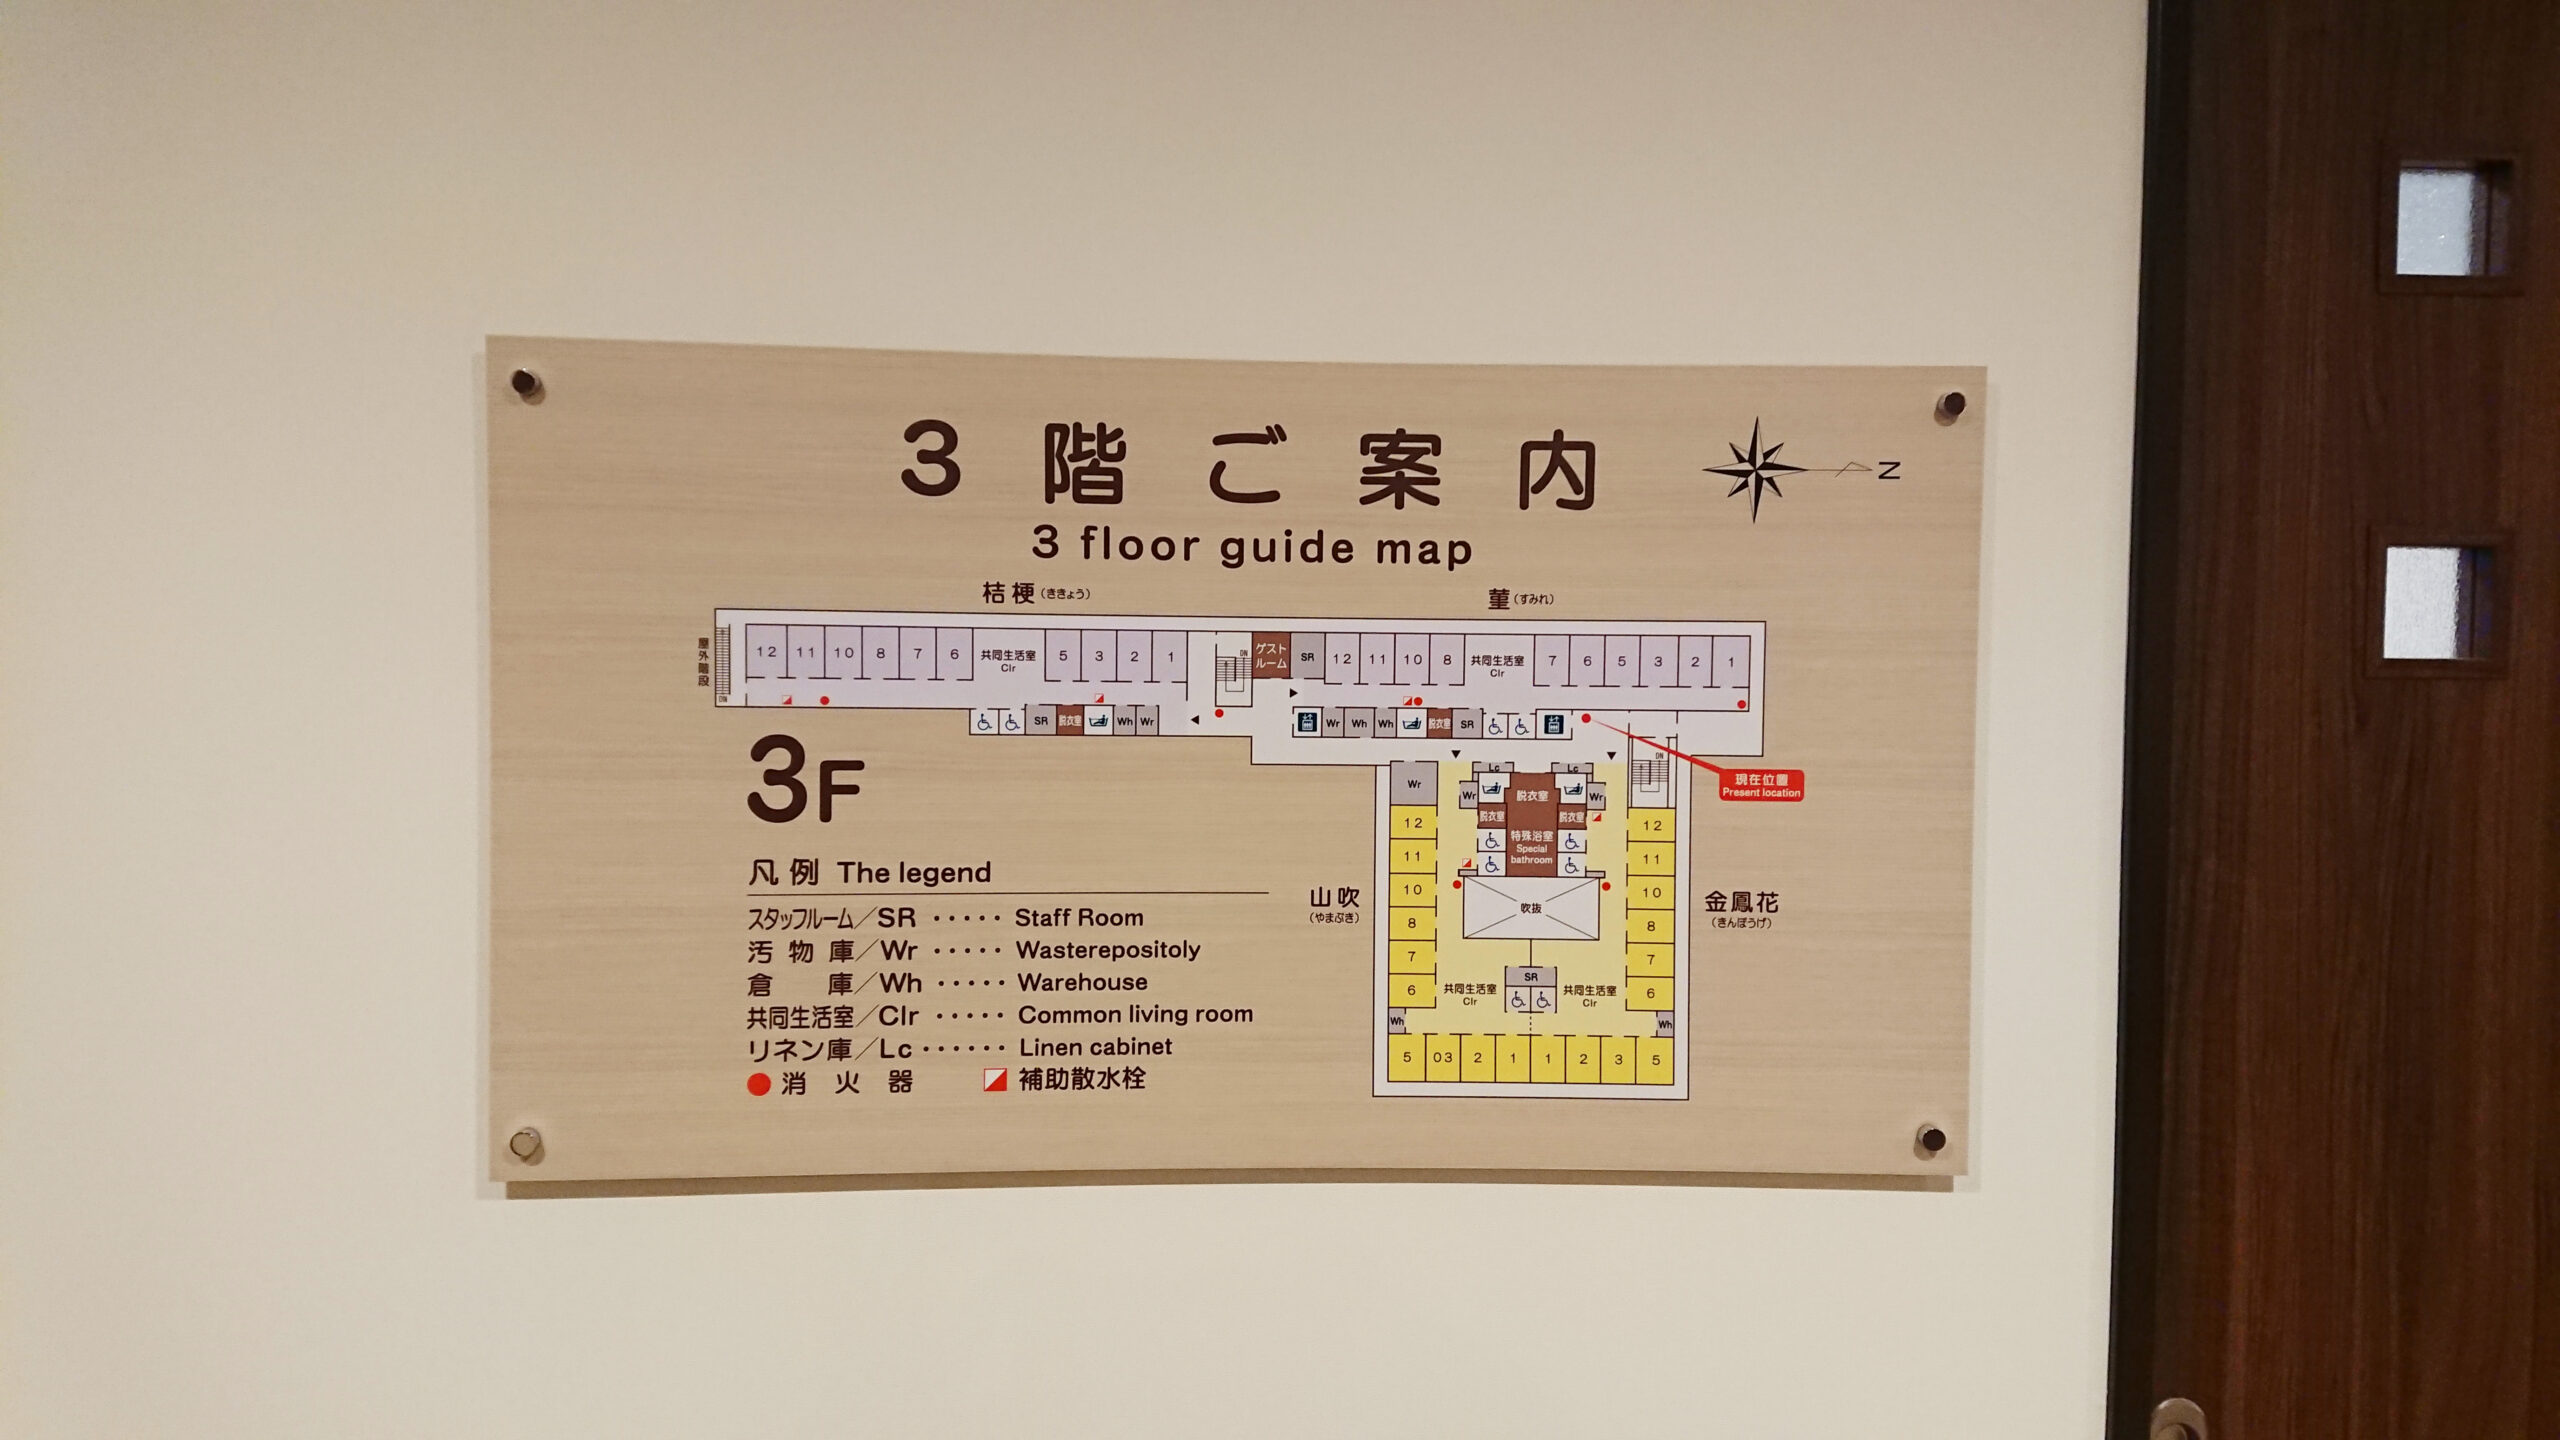 3階ご案内
N
3 floor guide map
桔梗(ききょう)
菫(すみれ)
屋外階段
DN
12 11 10 8 7 6 共同生活室 Clr 5 3 2 1
DN
ゲストルーム SR 12 11 10 8 共同生活室 Clr 7 6 5 3 2 1
SR 脱衣室 Wh Wr
Wr Wh Wh 脱衣室 SR
現在位置
Present location
DN
3F
Wr
Lc
Lc
Wr
Wr
脱衣室
脱衣室
脱衣室
特殊浴室
Special
bathroom
12
11
10
8
7
6
12
11
10
8
7
6
吹抜
山吹
(やまぶき)
金鳳花
(きんぽうげ)
SR
共同生活室
Clr
共同生活室
Clr
Wh
Wh
5 03 2 1 1 2 3 5
凡例 The legend
スタッフルーム/SR ····· Staff Room
汚物庫/Wr ····· Wasterepositoly
倉庫/Wh ····· Warehouse
共同生活室/Clr ····· Common living room
リネン庫/Lc ······ Linen cabinet
消火器 補助散水栓